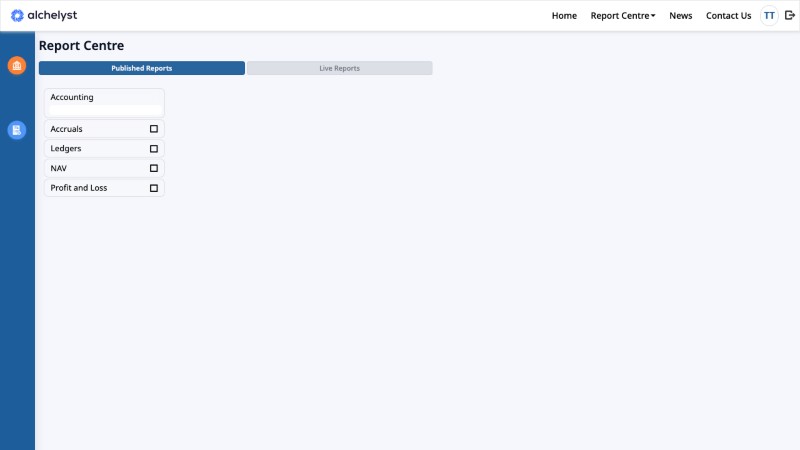 alchelyst
Home
Report Centre
News
Contact Us
TT
Report Centre
Published Reports
Live Reports
Accounting
Accruals
Ledgers
NAV
Profit and Loss